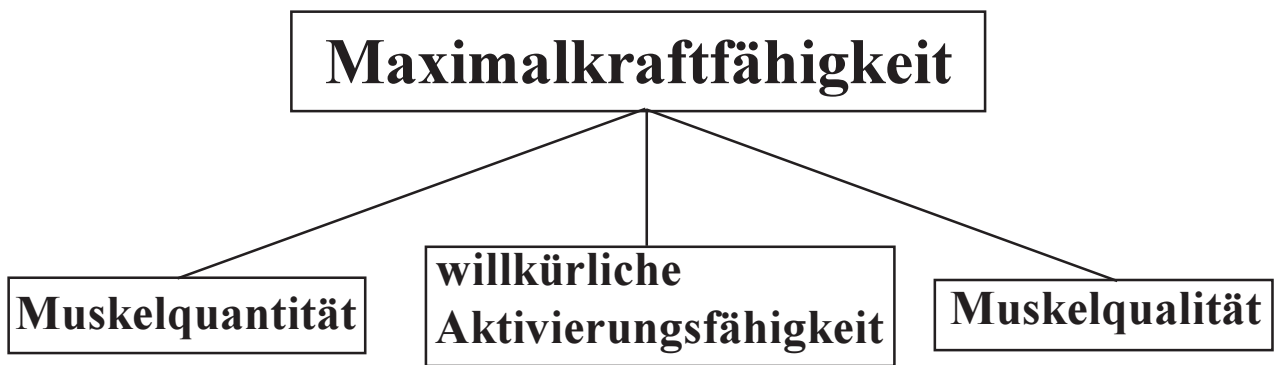 Maximalkraftfähigkeit
Muskelquantität
willkürliche
Aktivierungsfähigkeit
Muskelqualität